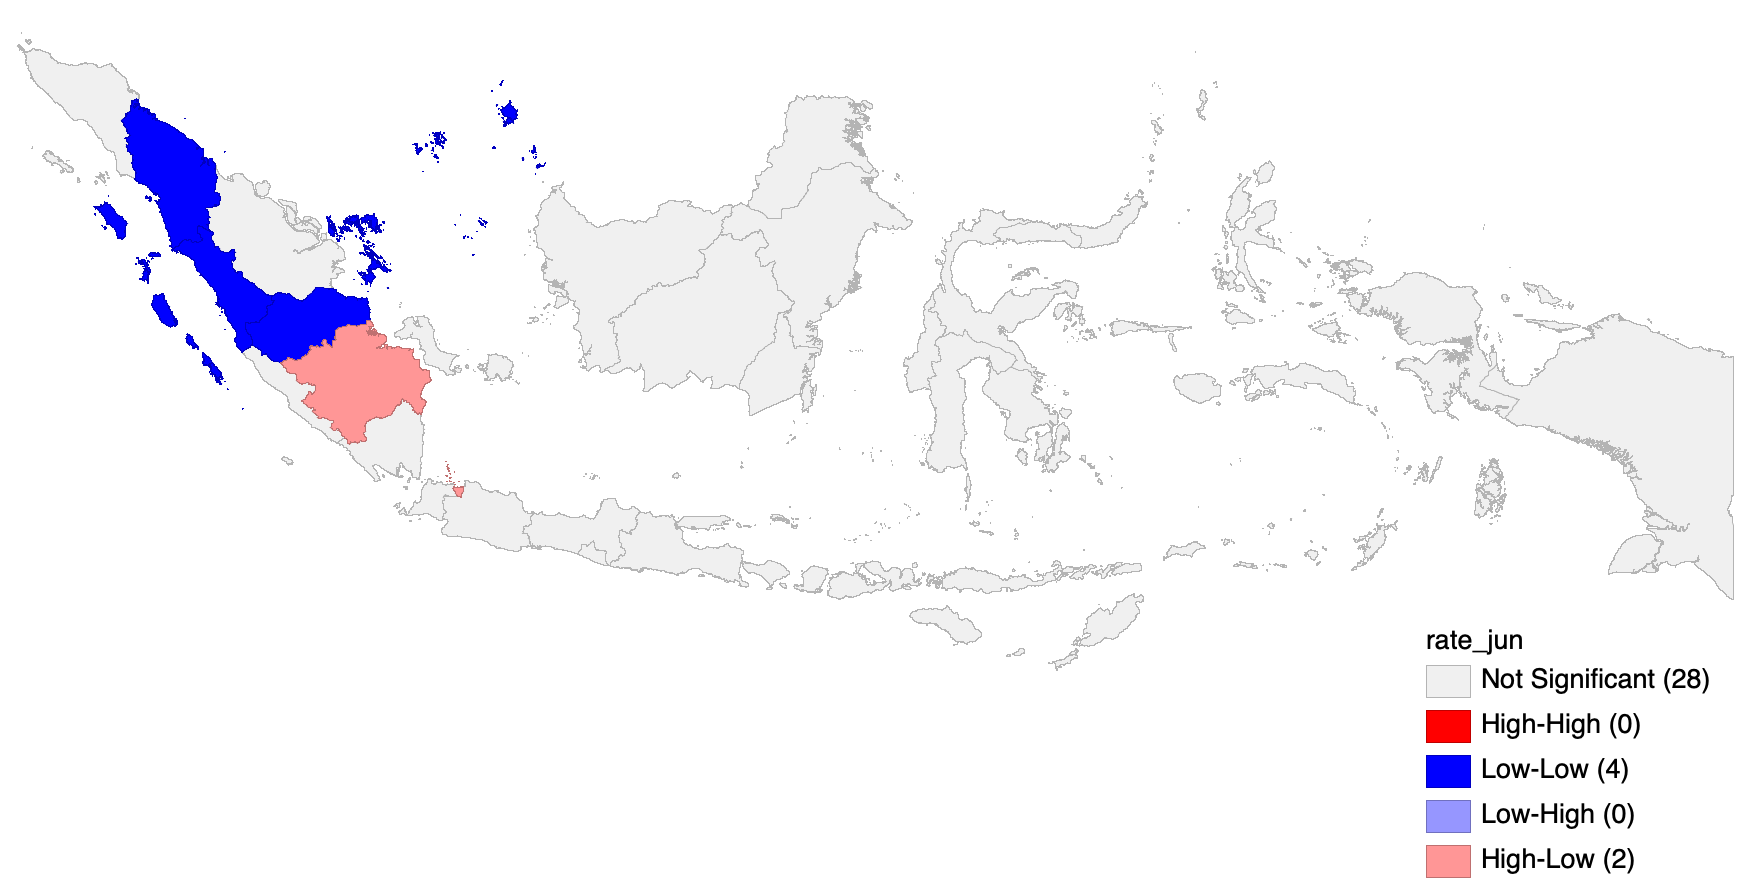 rate_jun
Not Significant (28)
High-High (0)
Low-Low (4)
Low-High (0)
High-Low (2)